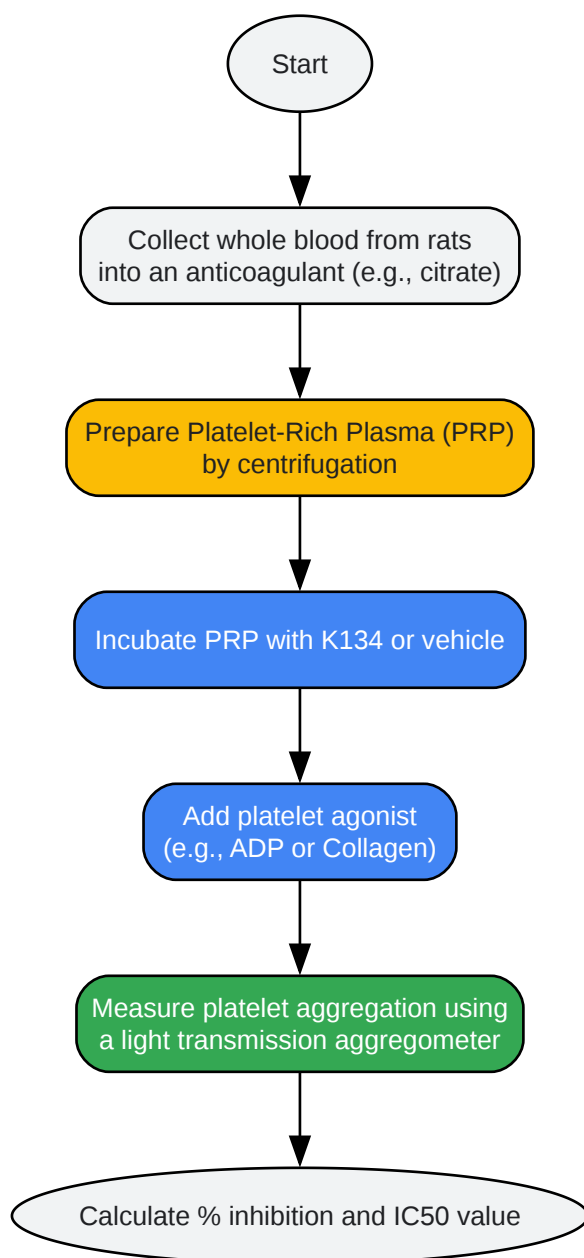 Start
Collect whole blood from rats
into an anticoagulant (e.g., citrate)
Prepare Platelet-Rich Plasma (PRP)
by centrifugation
Incubate PRP with K134 or vehicle
Add platelet agonist
(e.g., ADP or Collagen)
Measure platelet aggregation using
a light transmission aggregometer
Calculate % inhibition and IC50 value